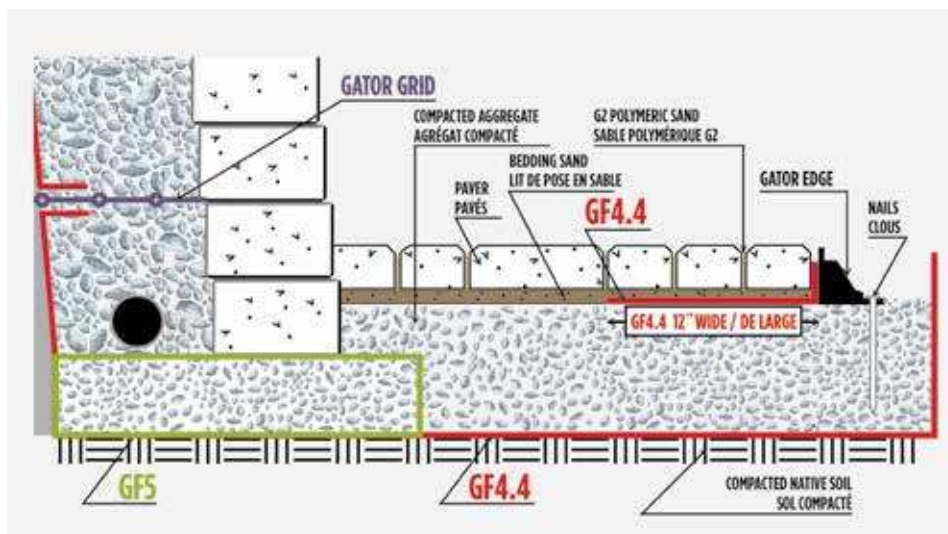 GATOR GRID
COMPACTED AGGREGATE
AGRÉGAT COMPACTÉ
G2 POLYMERIC SAND
SABLE POLYMÉRIQUE G2
BEDDING SAND
LIT DE POSE EN SABLE
PAVER
PAVÉS
GF4.4
GATOR EDGE
NAILS
CLOUS
GF4.4 12" WIDE / DE LARGE
GF5
GF4.4
COMPACTED NATIVE SOIL
SOL COMPACTÉ